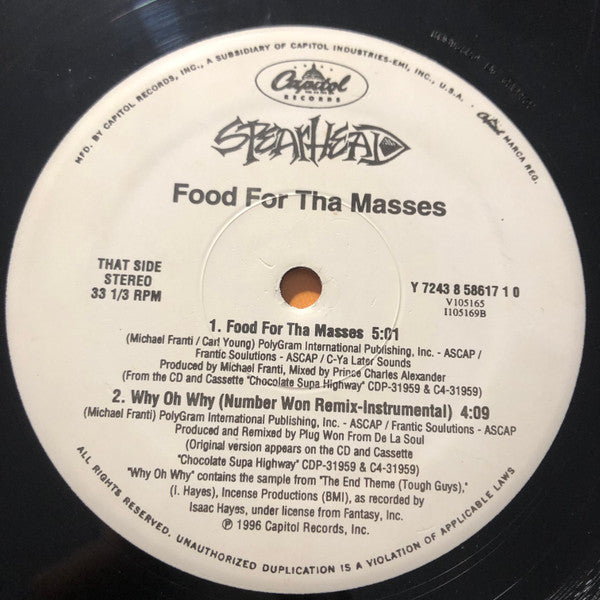 MFD. BY CAPITOL RECORDS, INC., A SUBSIDIARY OF CAPITOL INDUSTRIES-EMI, INC., U.S.A. · Capitol MARCA REG.
Capitol
RECORDS
SPEARHEAD
Food For Tha Masses
THAT SIDE
STEREO
33 1/3 RPM
Y 7243 8 58617 1 0
V105165
I105169B
1. Food For Tha Masses 5:01
(Michael Franti / Carl Young) PolyGram International Publishing, Inc. - ASCAP /
Frantic Soulutions - ASCAP / C-Ya Later Sounds
Produced by Michael Franti, Mixed by Prince Charles Alexander
(From the CD and Cassette "Chocolate Supa Highway" CDP-31959 & C4-31959)
2. Why Oh Why (Number Won Remix-Instrumental) 4:09
(Michael Franti) PolyGram International Publishing, Inc. - ASCAP / Frantic Soulutions - ASCAP
Produced and Remixed by Plug Won From De La Soul
(Original version appears on the CD and Cassette
"Chocolate Supa Highway" CDP-31959 & C4-31959)
"Why Oh Why" contains the sample from "The End Theme (Tough Guys),"
(I. Hayes), Incense Productions (BMI), as recorded by
Isaac Hayes, under license from Fantasy, Inc.
℗ 1996 Capitol Records, Inc.
ALL RIGHTS RESERVED. UNAUTHORIZED DUPLICATION IS A VIOLATION OF APPLICABLE LAWS